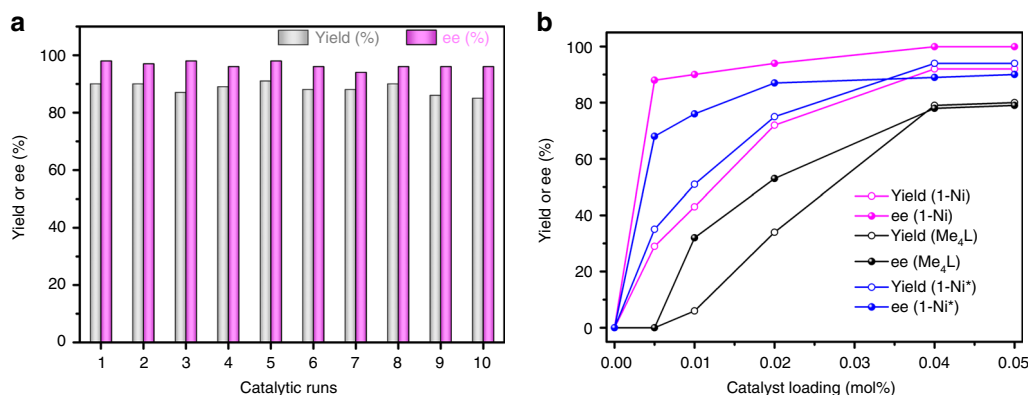 a
Yield (%)
ee (%)
100
80
60
40
20
0
Yield or ee (%)
1 2 3 4 5 6 7 8 9 10
Catalytic runs
b
100
80
60
40
20
0
Yield or ee (%)
Yield (1-Ni)
ee (1-Ni)
Yield (Me₄L)
ee (Me₄L)
Yield (1-Ni*)
ee (1-Ni*)
0.00 0.01 0.02 0.03 0.04 0.05
Catalyst loading (mol%)